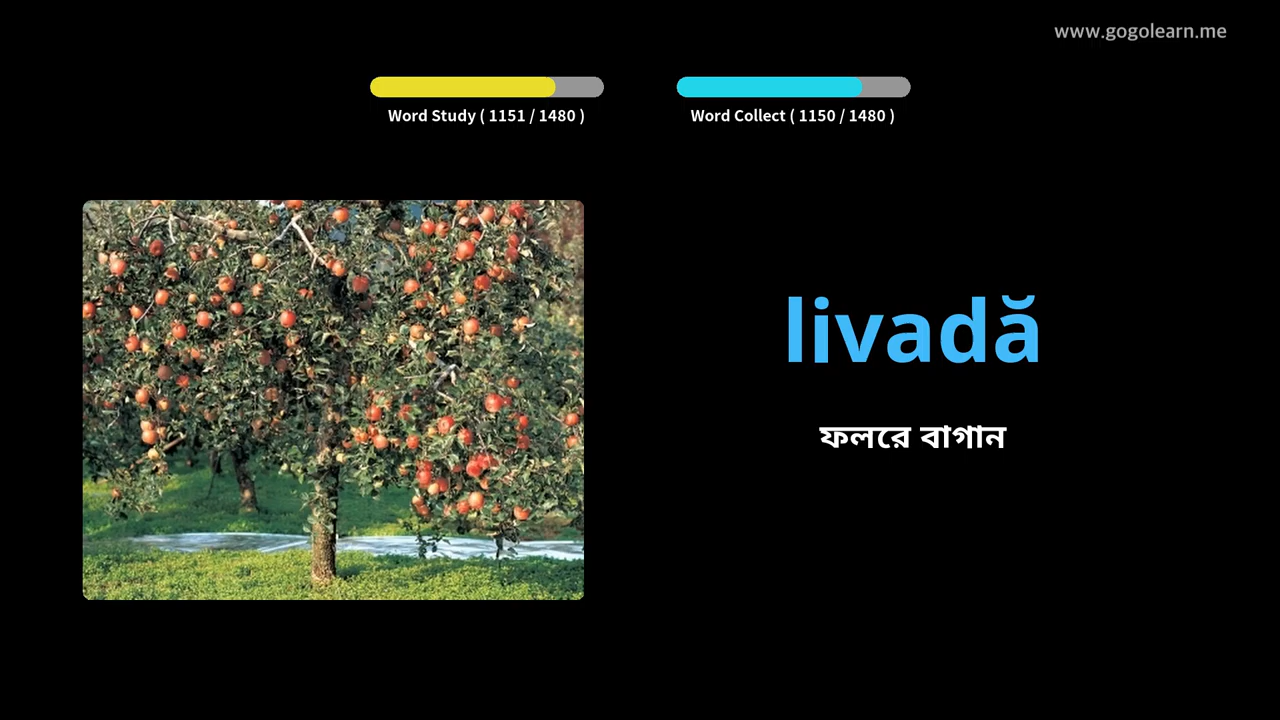 www.gogolearn.me
Word Study ( 1151 / 1480 )
Word Collect ( 1150 / 1480 )
livadă
ফলরে বাগান